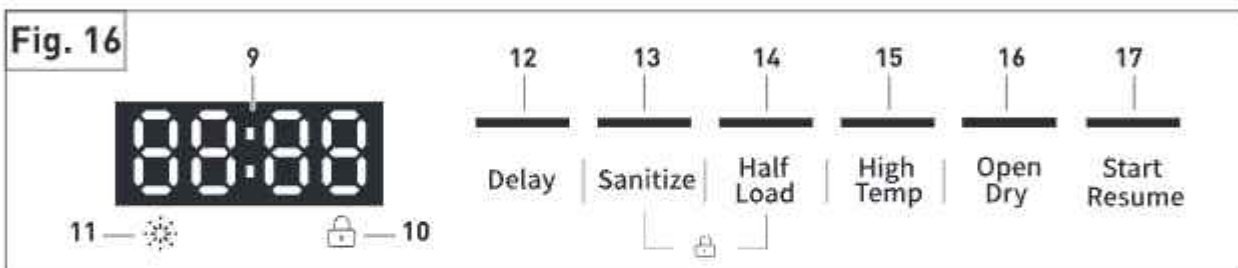 Fig. 16
9
12 13 14 15 16 17
88:88
Delay Sanitize Half Load High Temp Open Dry Start Resume
11 10